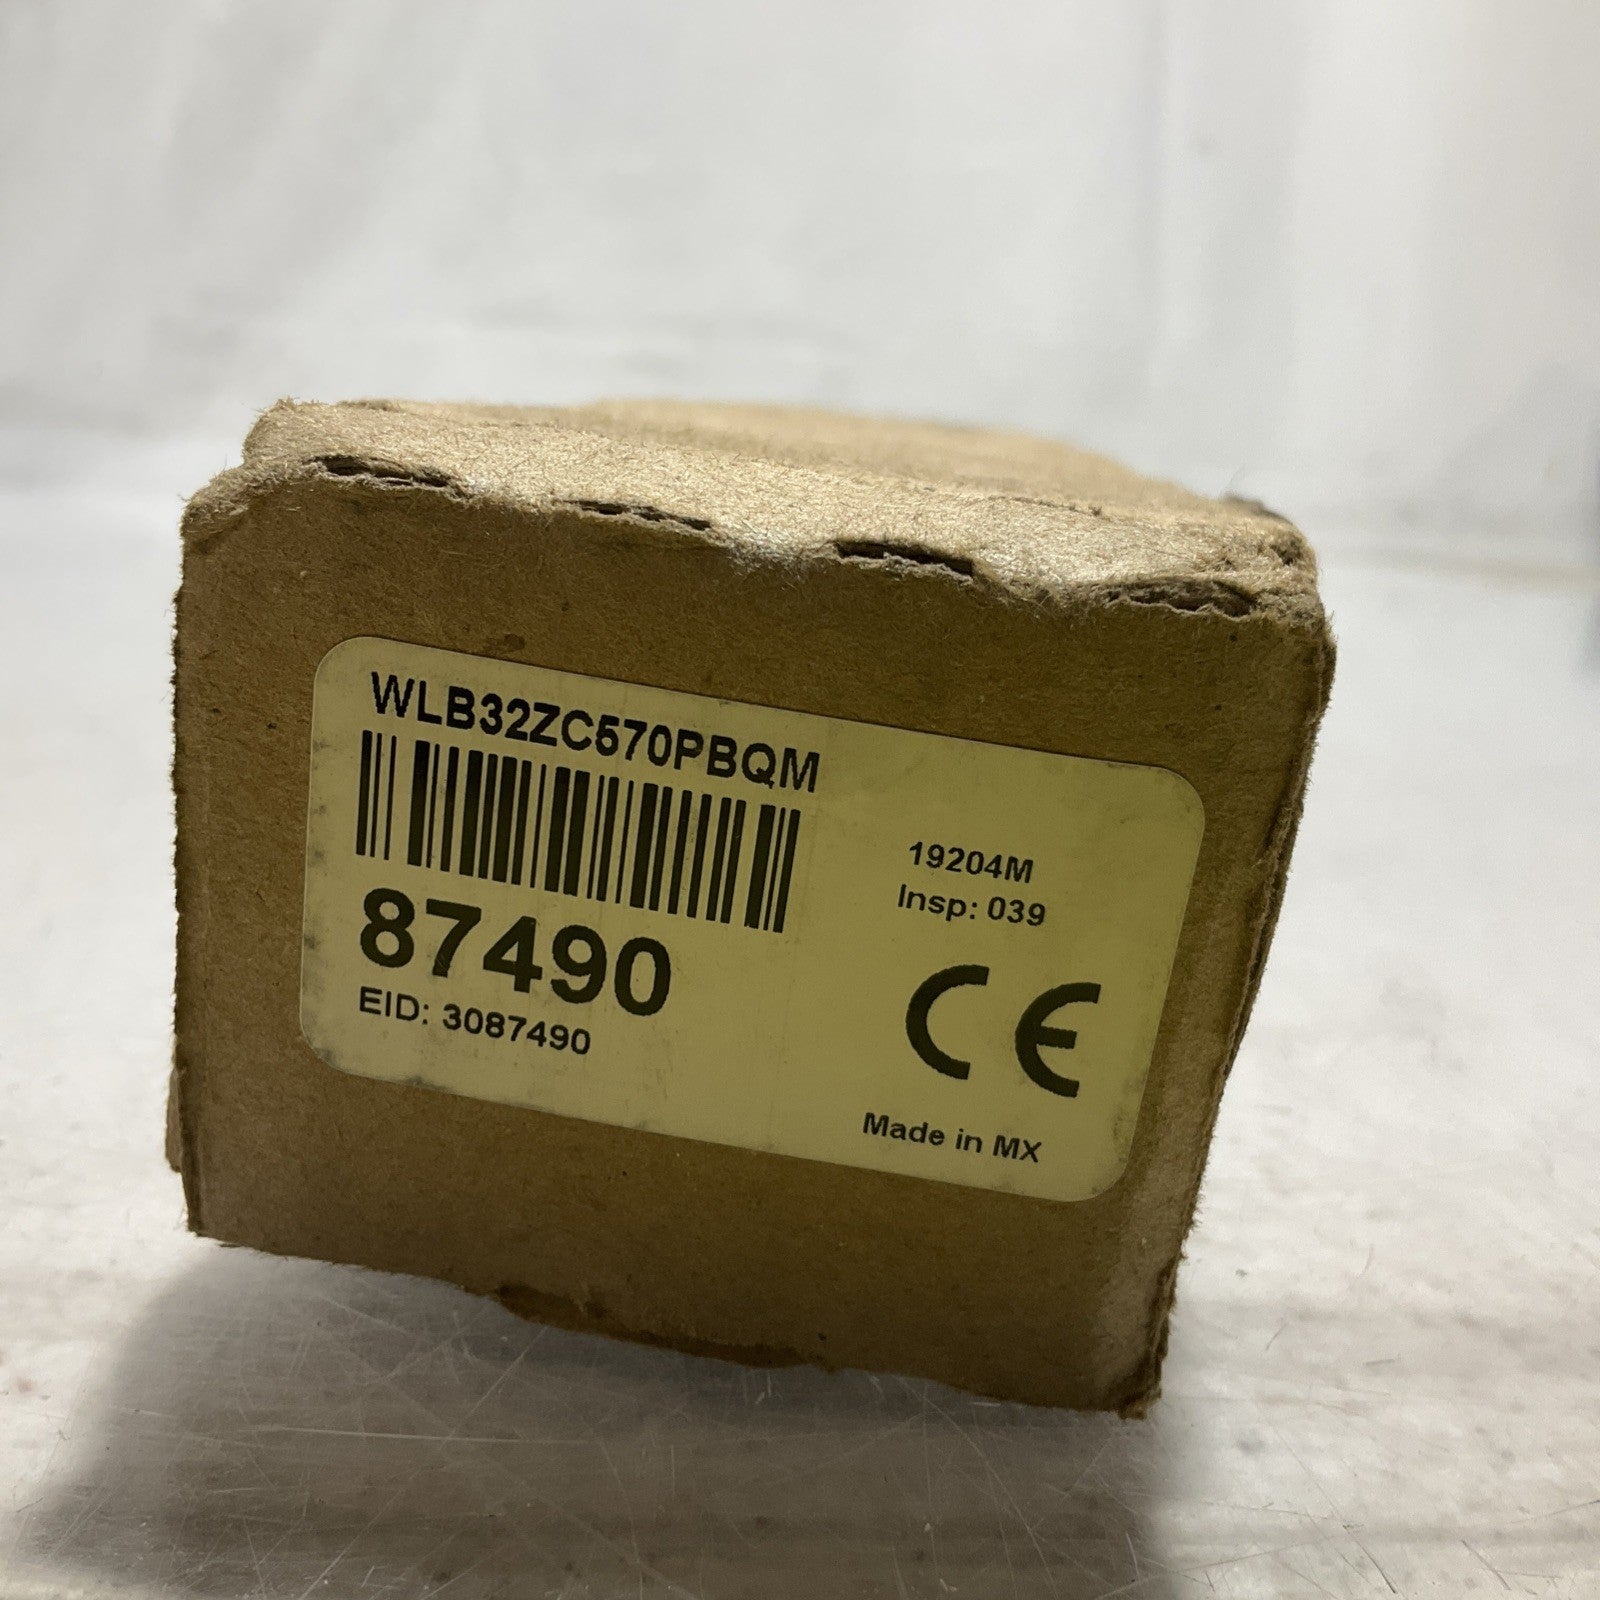 WLB32ZC570PBQM
87490
EID: 3087490
19204M
Insp: 039
CE
Made in MX